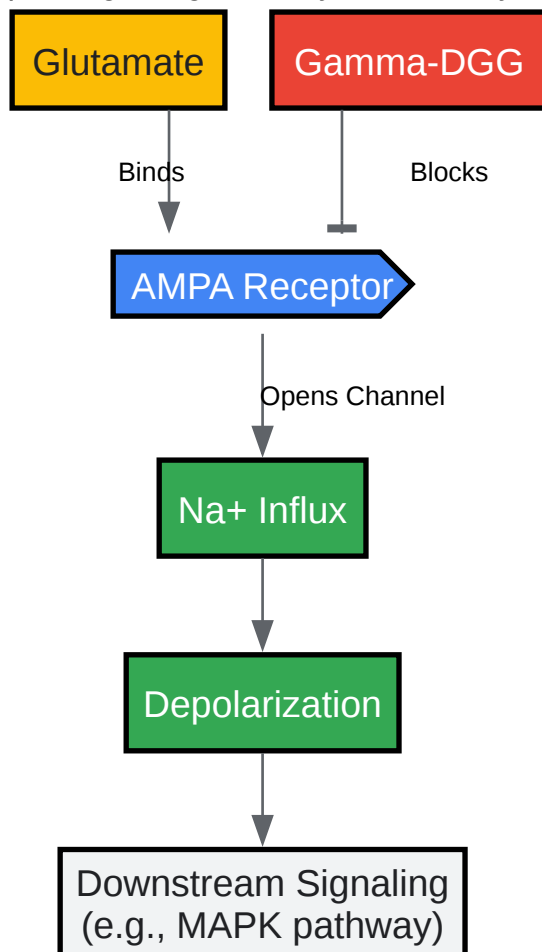 Glutamate
Gamma-DGG
Binds
Blocks
AMPA Receptor
Opens Channel
Na+ Influx
Depolarization
Downstream Signaling
(e.g., MAPK pathway)